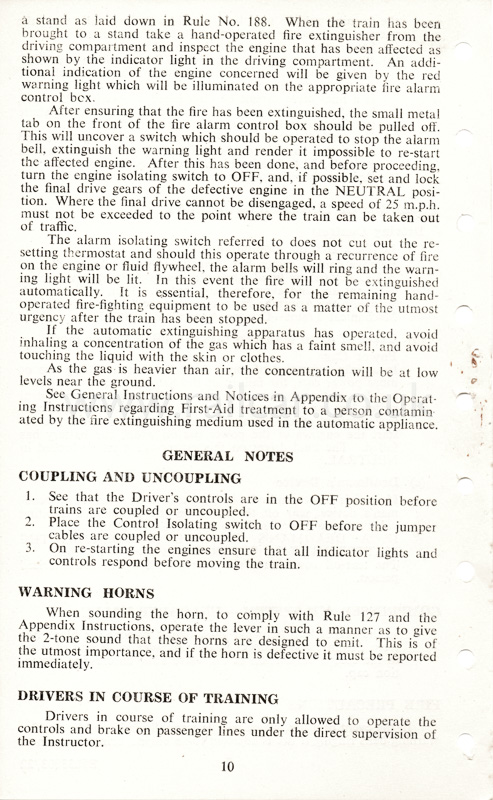 a stand as laid down in Rule No. 188. When the train has been
brought to a stand take a hand-operated fire extinguisher from the
driving compartment and inspect the engine that has been affected as
shown by the indicator light in the driving compartment. An addi-
tional indication of the engine concerned will be given by the red
warning light which will be illuminated on the appropriate fire alarm
control box.
After ensuring that the fire has been extinguished, the small metal
tab on the front of the fire alarm control box should be pulled off.
This will uncover a switch which should be operated to stop the alarm
bell, extinguish the warning light and render it impossible to re-start
the affected engine. After this has been done, and before proceeding,
turn the engine isolating switch to OFF, and, if possible, set and lock
the final drive gears of the defective engine in the NEUTRAL posi-
tion. Where the final drive cannot be disengaged, a speed of 25 m.p.h.
must not be exceeded to the point where the train can be taken out
of traffic.
The alarm isolating switch referred to does not cut out the re-
setting thermostat and should this operate through a recurrence of fire
on the engine or fluid flywheel, the alarm bells will ring and the warn-
ing light will be lit. In this event the fire will not be extinguished
automatically. It is essential, therefore, for the remaining hand-
operated fire-fighting equipment to be used as a matter of the utmost
urgency after the train has been stopped.
If the automatic extinguishing apparatus has operated, avoid
inhaling a concentration of the gas which has a faint smell, and avoid
touching the liquid with the skin or clothes.
As the gas is heavier than air, the concentration will be at low
levels near the ground.
See General Instructions and Notices in Appendix to the Operat-
ing Instructions regarding First-Aid treatment to a person contamin-
ated by the fire extinguishing medium used in the automatic appliance.
GENERAL NOTES
COUPLING AND UNCOUPLING
1. See that the Driver's controls are in the OFF position before
trains are coupled or uncoupled.
2. Place the Control Isolating switch to OFF before the jumper
cables are coupled or uncoupled.
3. On re-starting the engines ensure that all indicator lights and
controls respond before moving the train.
WARNING HORNS
When sounding the horn, to comply with Rule 127 and the
Appendix Instructions, operate the lever in such a manner as to give
the 2-tone sound that these horns are designed to emit. This is of
the utmost importance, and if the horn is defective it must be reported
immediately.
DRIVERS IN COURSE OF TRAINING
Drivers in course of training are only allowed to operate the
controls and brake on passenger lines under the direct supervision of
the Instructor.
10